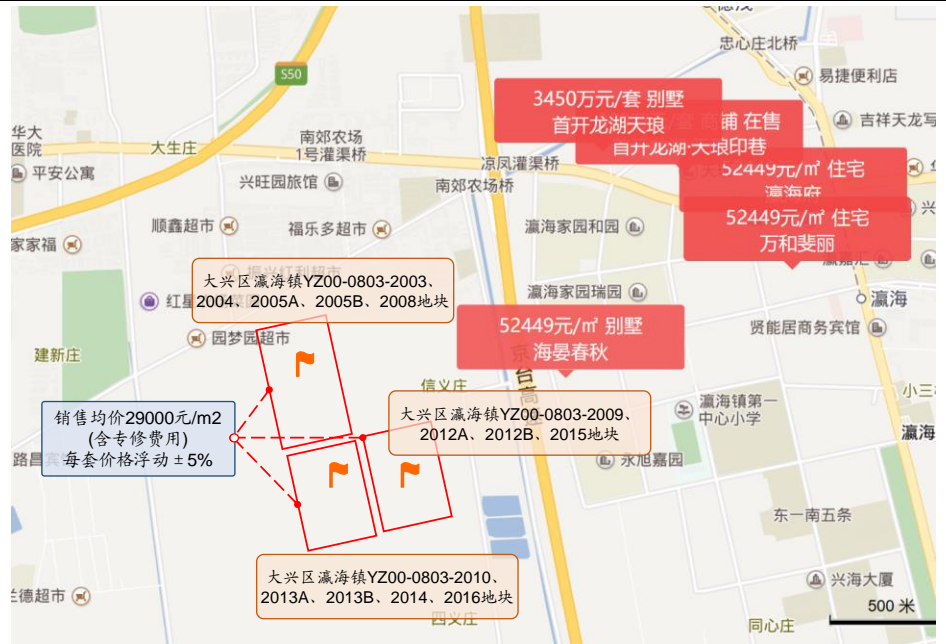 忠心庄北桥
易捷便利店
S50
3450万元/套 别墅
首开龙湖天琅
铺 在售
首开龙湖·天琅印巷
吉祥天龙写
华大
医院
大生庄
南郊农场
1号灌渠桥
凉凤灌渠桥
平安公寓
兴旺园旅馆
南郊农场桥
52449元/㎡ 住宅
瀛海府
52449元/㎡ 住宅
万和斐丽
顺鑫超市
福乐多超市
瀛海家园和园
家家福
大兴区瀛海镇YZ00-0803-2003、
2004、2005A、2005B、2008地块
瀛海家园瑞园
瀛海
红星
园梦园超市
52449元/㎡ 别墅
海晏春秋
贤能居商务宾馆
京台高速
建新庄
信义庄
小三
瀛海镇第一
中心小学
大兴区瀛海镇YZ00-0803-2009、
2012A、2012B、2015地块
销售均价29000元/m2
(含专修费用)
每套价格浮动±5%
瀛海
路昌宾
永旭嘉园
东一南五条
大兴区瀛海镇YZ00-0803-2010、
2013A、2013B、2014、2016地块
兴海大厦
德超市
500 米
四义庄
同心庄